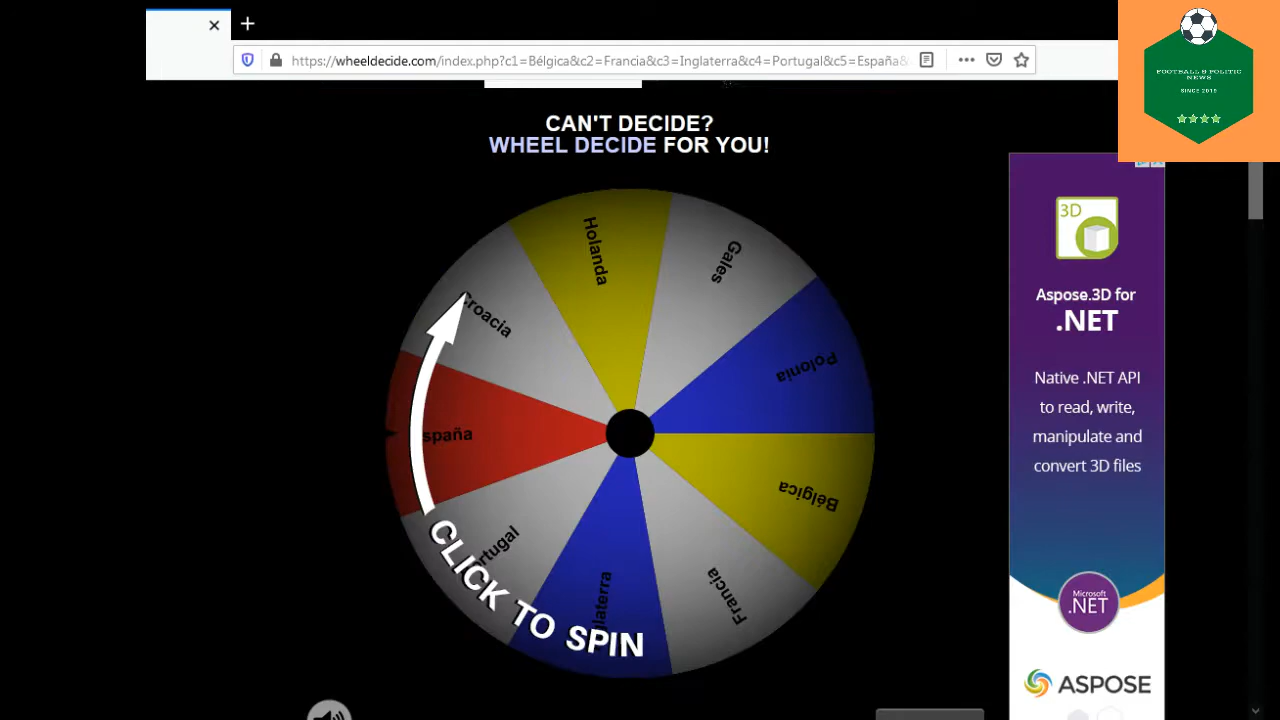 https://wheeldecide.com/index.php?c1=Bélgica&c2=Francia&c3=Inglaterra&c4=Portugal&c5=España&
FOOTBALL & POLITIC
NEWS
SINCE 2019
CAN'T DECIDE?
WHEEL DECIDE FOR YOU!
Holanda
Gales
Croacia
Polonia
spaña
Bélgica
rtugal
Francia
glaterra
CLICK TO SPIN
3D
Aspose.3D for
.NET
Native .NET API
to read, write,
manipulate and
convert 3D files
Microsoft
.NET
ASPOSE